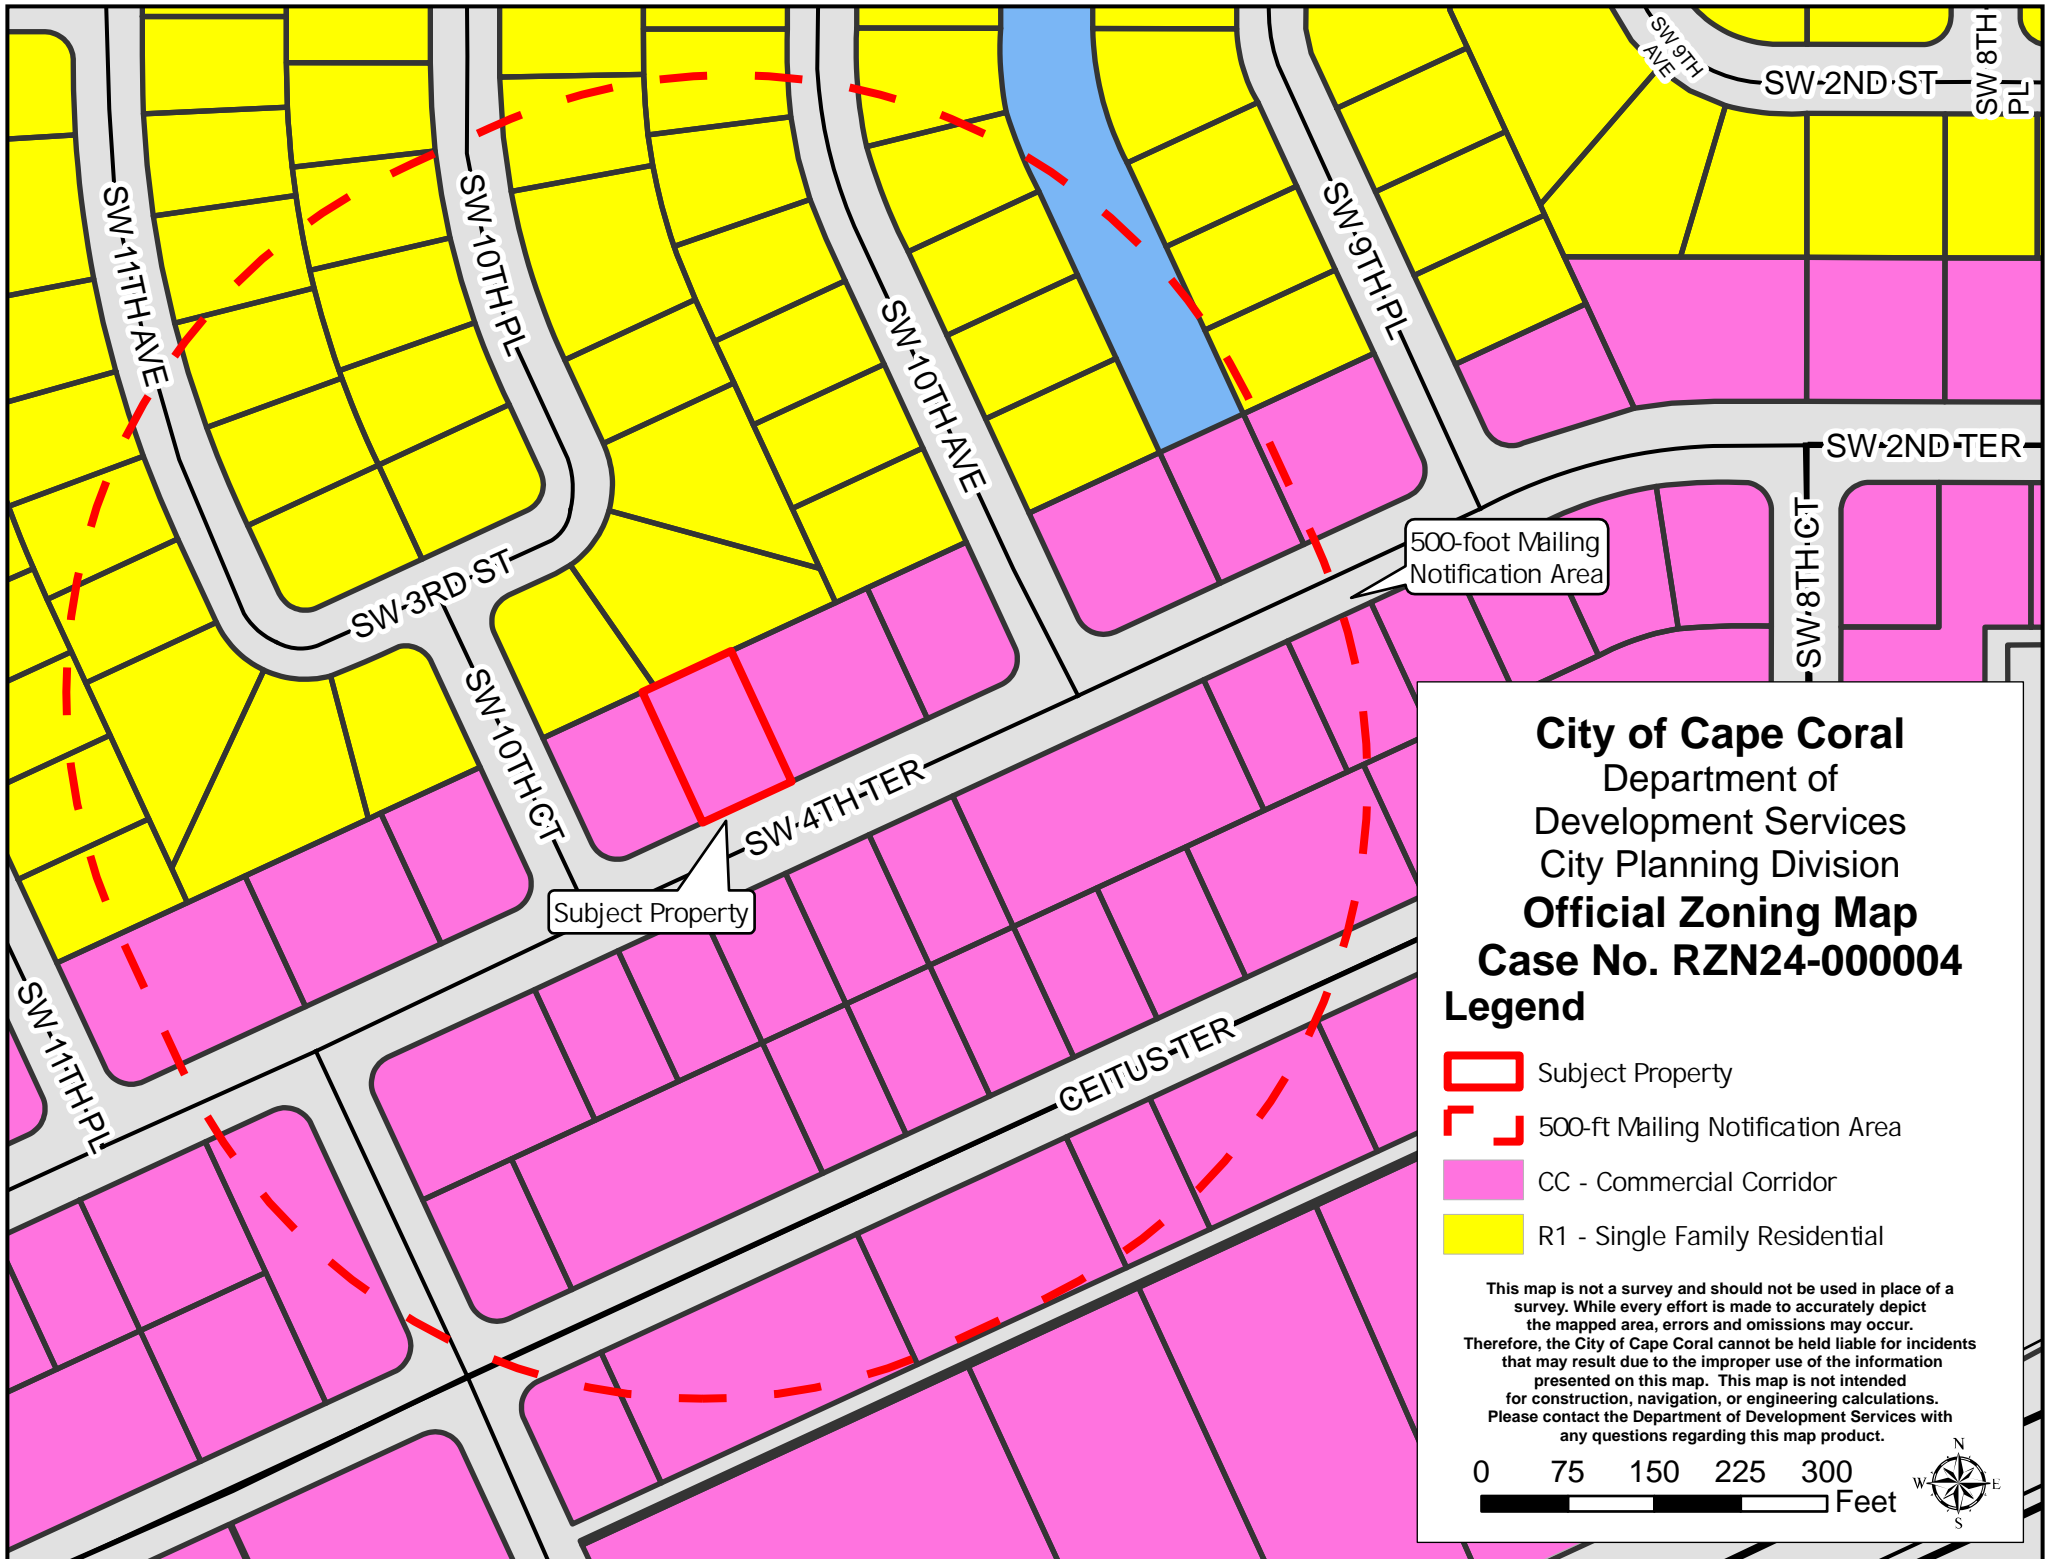 SW 9TH
AVE
SW 8TH
PL
SW 2ND ST
SW 11TH AVE
SW 10TH PL
SW 10TH AVE
SW 9TH PL
SW 2ND TER
SW 8TH CT
500-foot Mailing
Notification Area
SW 3RD ST
SW 10TH CT
SW 4TH TER
Subject Property
SW 11TH PL
CEITUS TER
City of Cape Coral
Department of
Development Services
City Planning Division
Official Zoning Map
Case No. RZN24-000004
Legend
Subject Property
500-ft Mailing Notification Area
CC - Commercial Corridor
R1 - Single Family Residential
This map is not a survey and should not be used in place of a
survey. While every effort is made to accurately depict
the mapped area, errors and omissions may occur.
Therefore, the City of Cape Coral cannot be held liable for incidents
that may result due to the improper use of the information
presented on this map. This map is not intended
for construction, navigation, or engineering calculations.
Please contact the Department of Development Services with
any questions regarding this map product.
0 75 150 225 300
Feet
N
W E
S